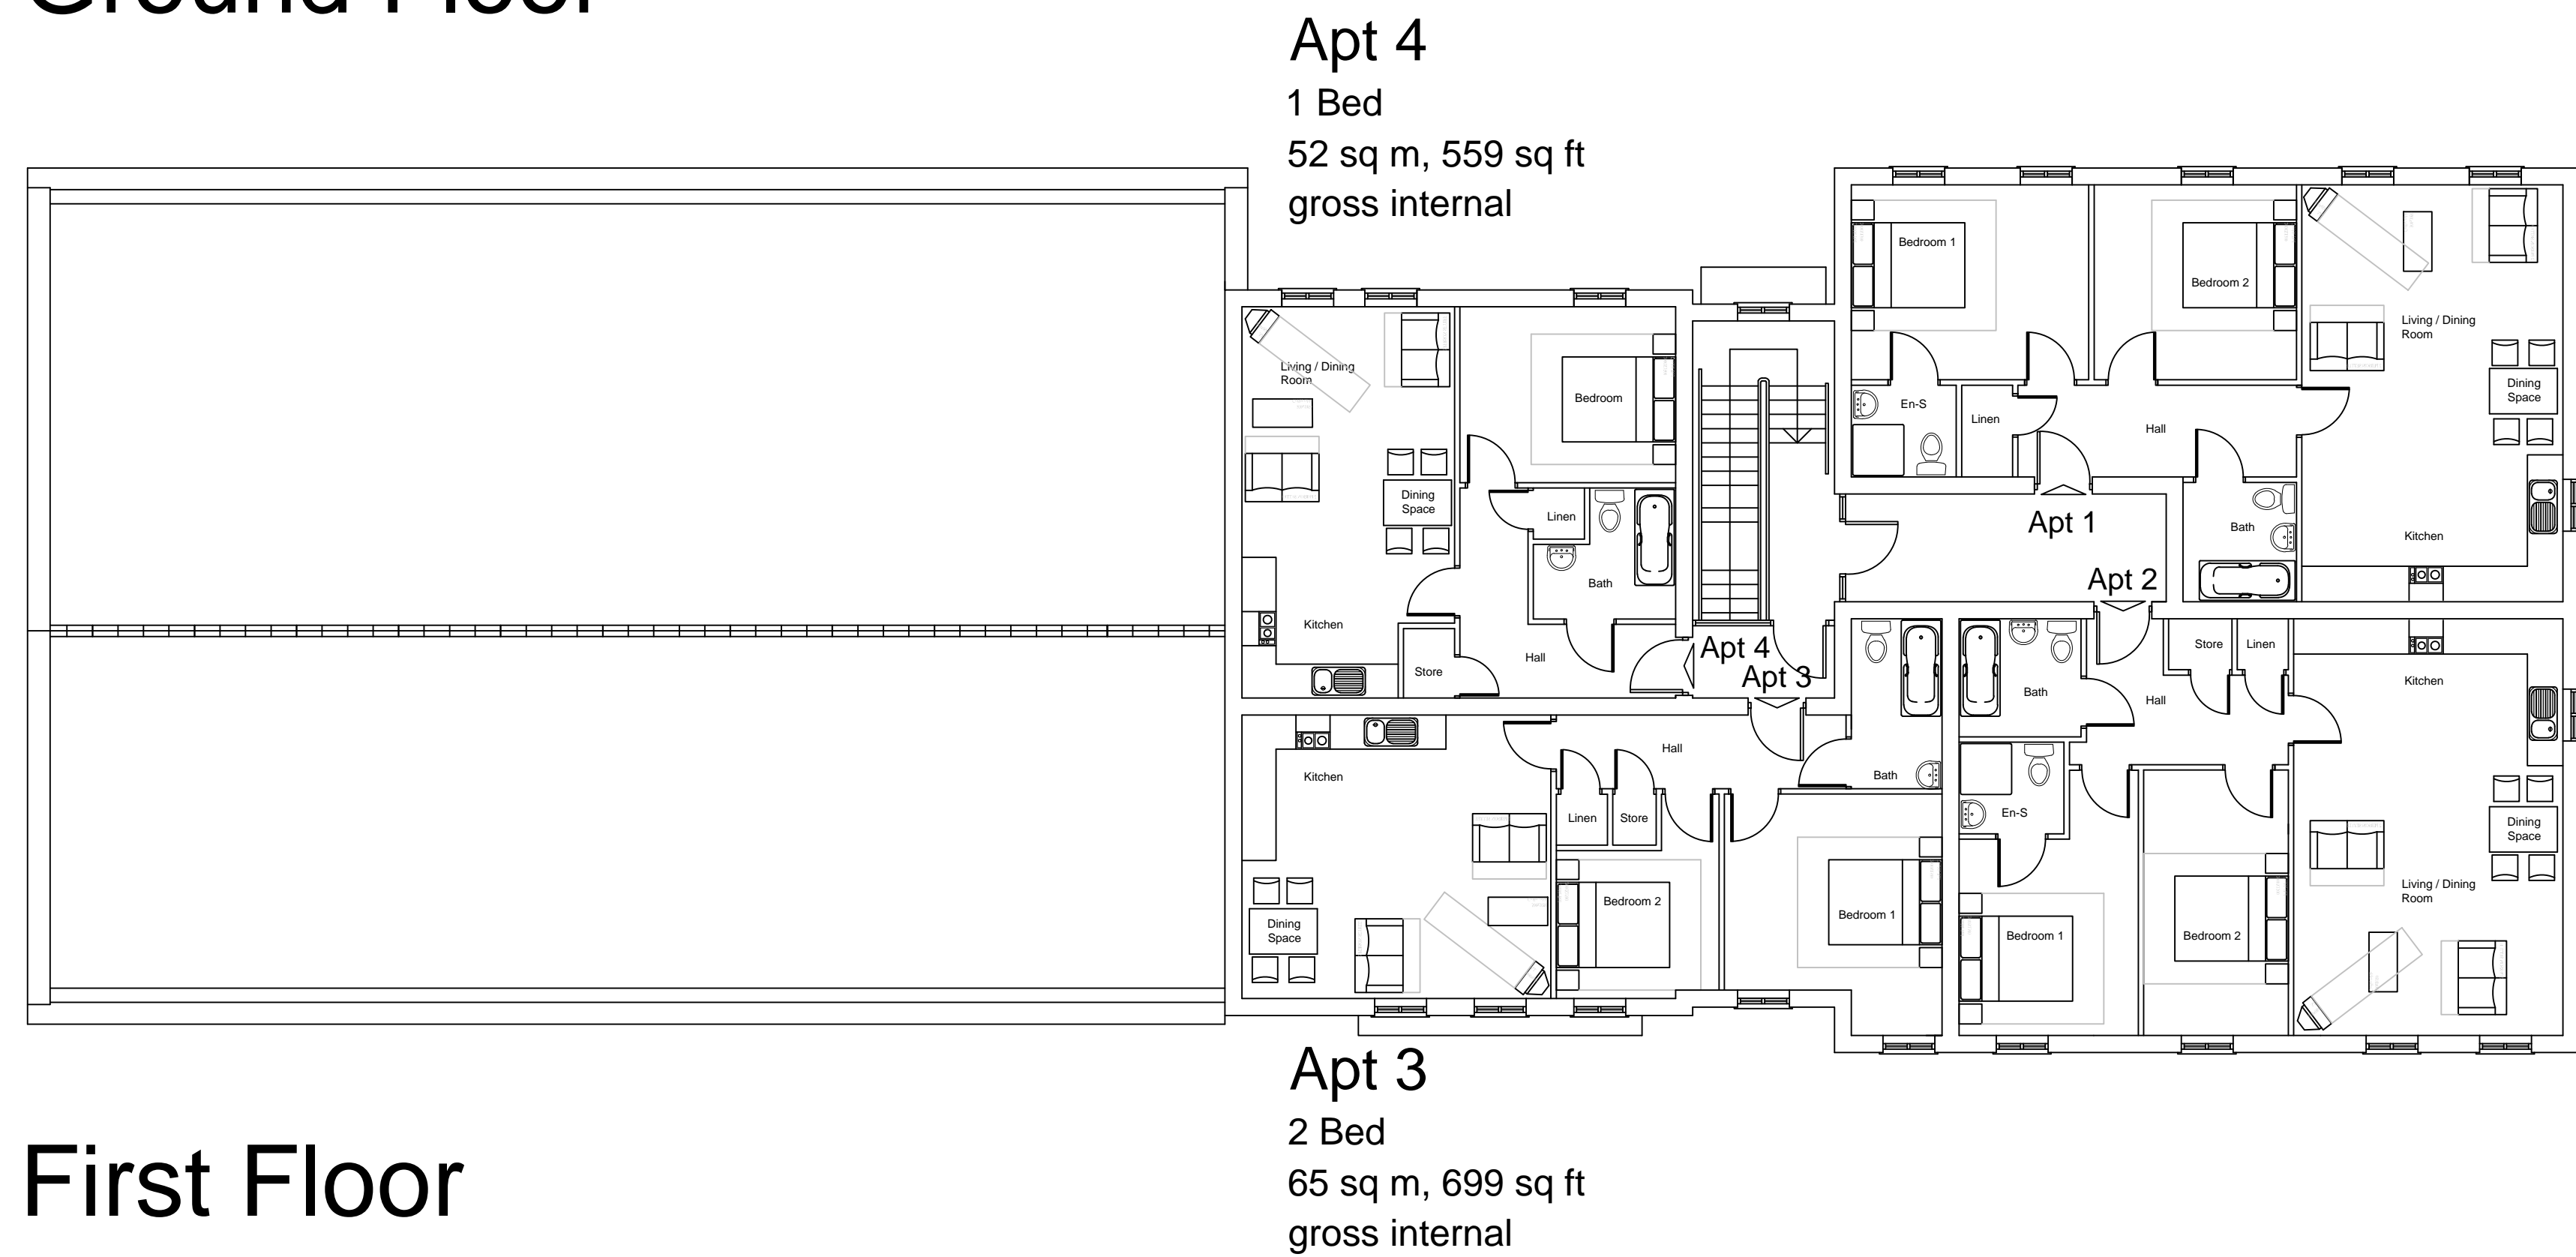 Ground Floor
Apt 4
1 Bed
52 sq m, 559 sq ft
gross internal
Living / Dining
Room
Bedroom
Dining
Space
Linen
Bath
Kitchen
Store
Hall
Apt 4
Apt 3
Bedroom 1
Bedroom 2
Living / Dining
Room
Dining
Space
En-S
Linen
Hall
Kitchen
Bath
Apt 1
Apt 2
Kitchen
Hall
Bath
Linen
Store
Dining
Space
Bedroom 2
Bedroom 1
Bath
Hall
Store
Linen
Kitchen
En-S
Dining
Space
Living / Dining
Room
Bedroom 1
Bedroom 2
Apt 3
2 Bed
65 sq m, 699 sq ft
gross internal
First Floor